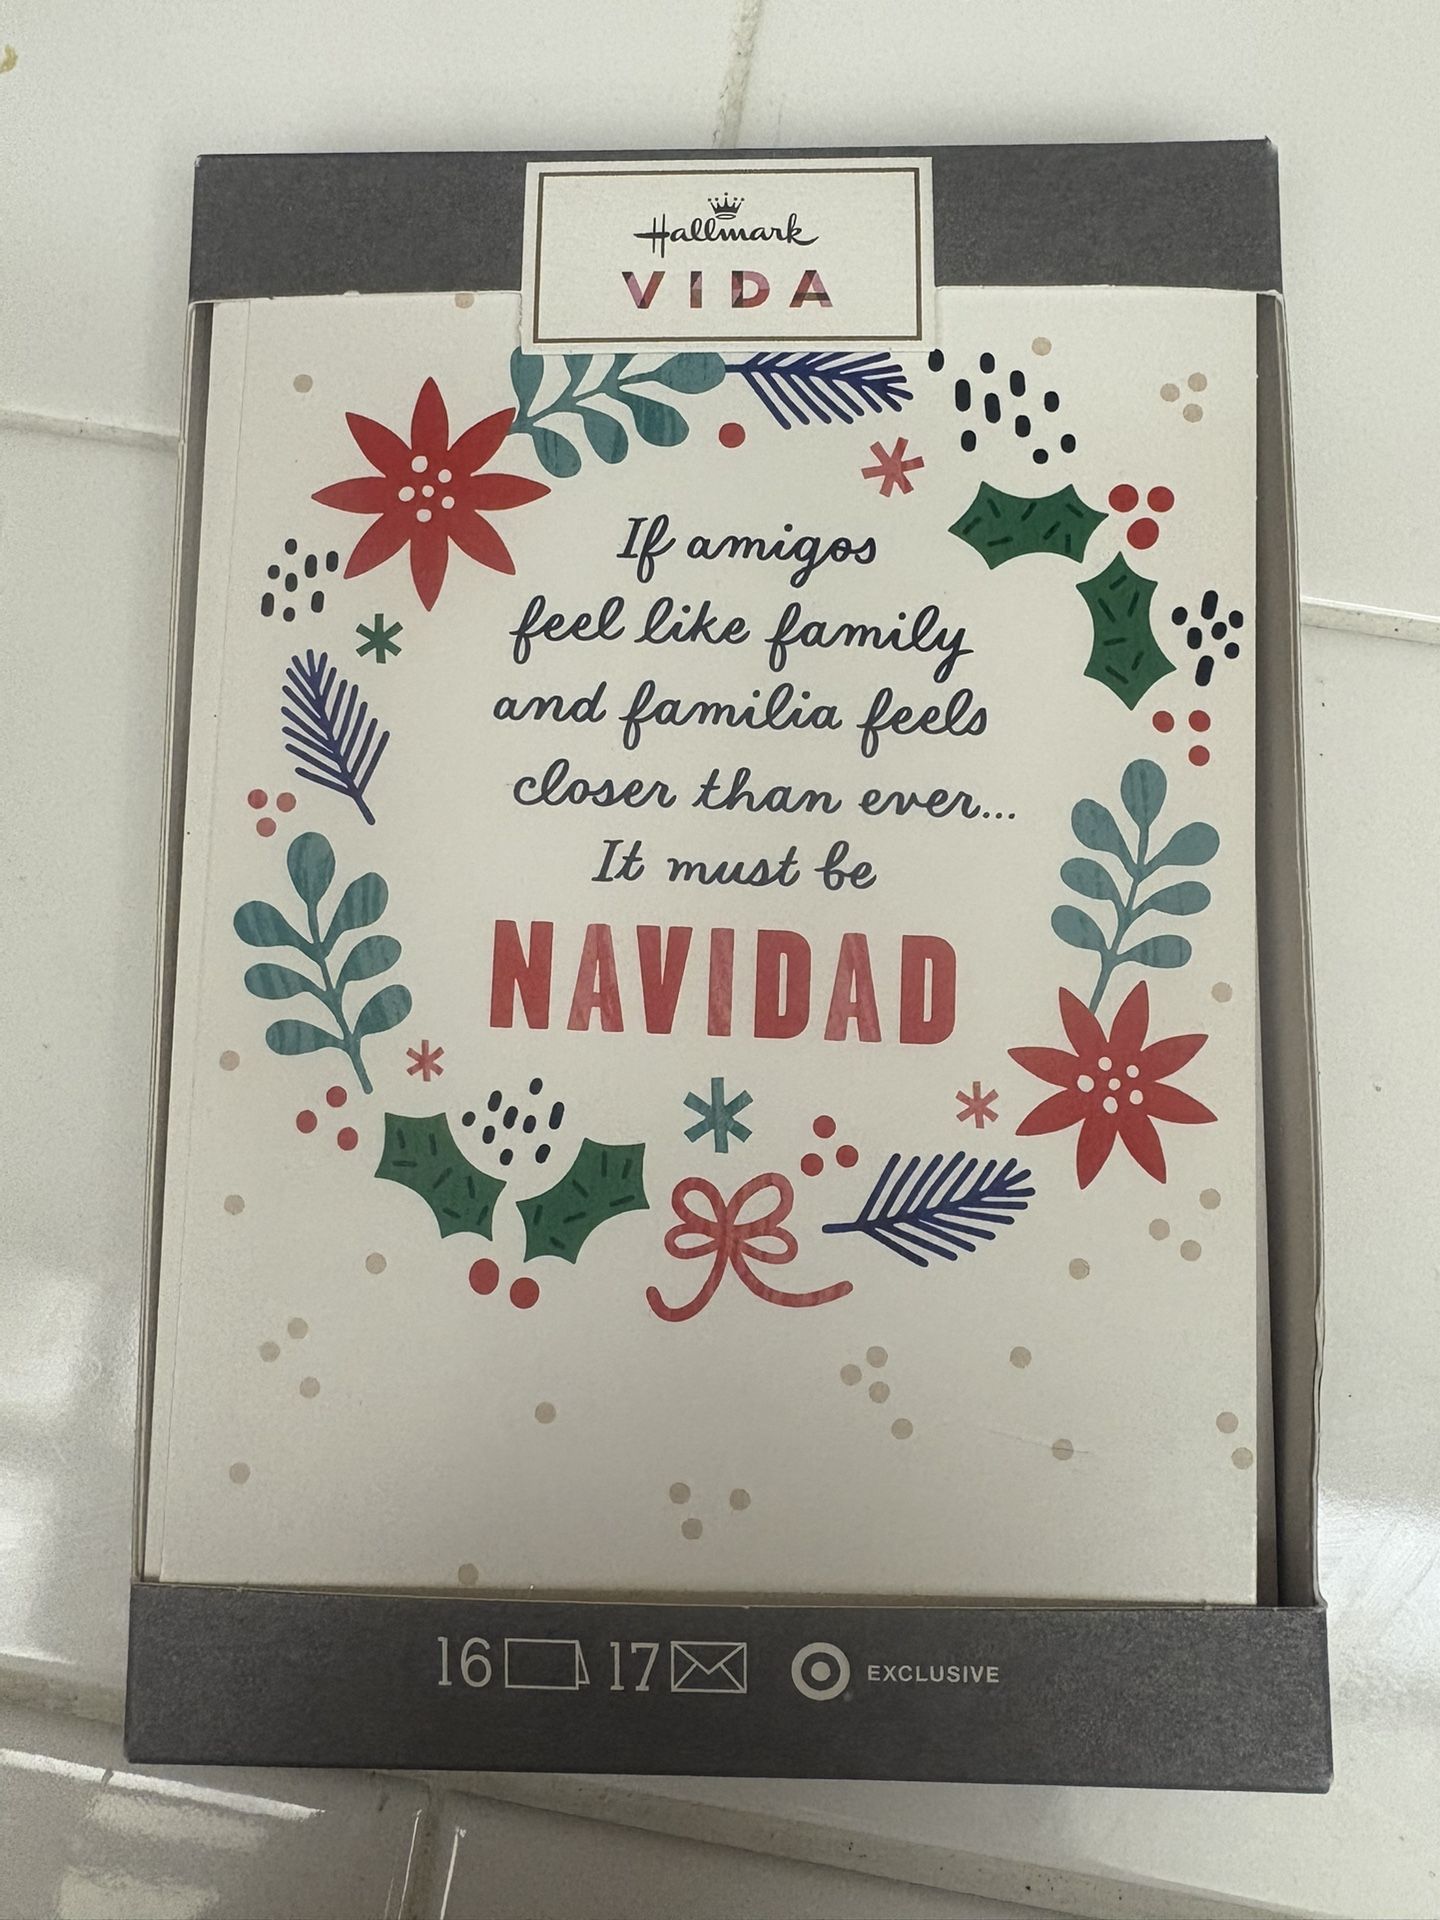 Hallmark
VIDA
If amigos
feel like family
and familia feels
closer than ever...
It must be
NAVIDAD
16 17 EXCLUSIVE